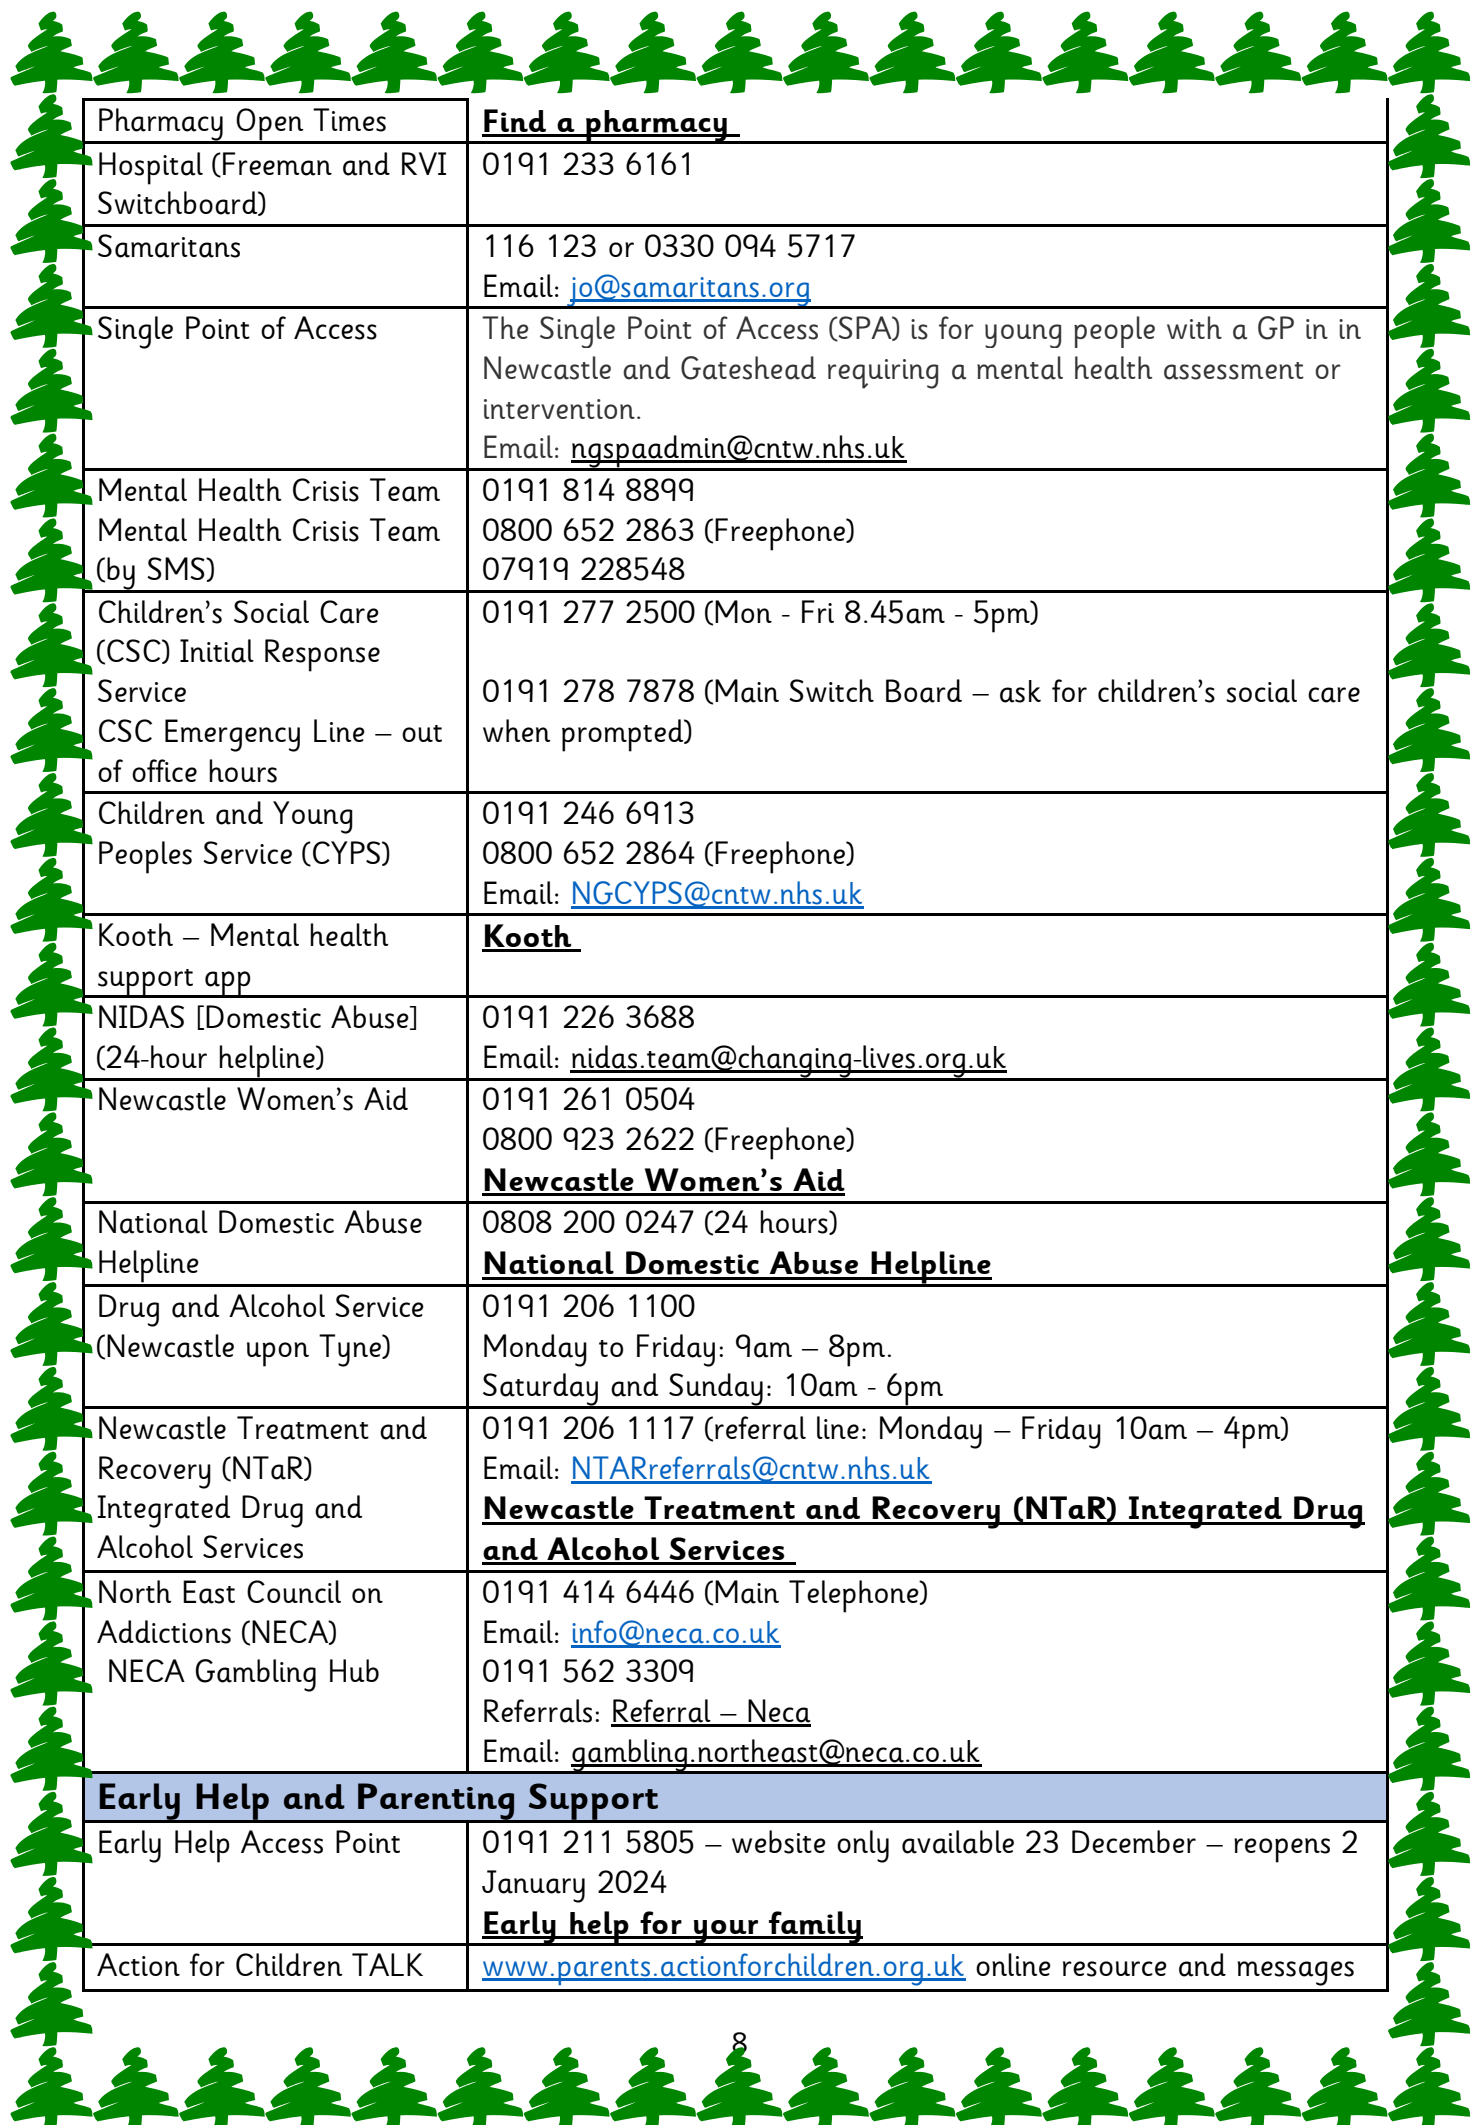 Pharmacy Open Times
Find a pharmacy
Hospital (Freeman and RVI
Switchboard)
0191 233 6161
Samaritans
116 123 or 0330 094 5717
Email: jo@samaritans.org
Single Point of Access
The Single Point of Access (SPA) is for young people with a GP in in
Newcastle and Gateshead requiring a mental health assessment or
intervention.
Email: ngspaadmin@cntw.nhs.uk
Mental Health Crisis Team
Mental Health Crisis Team
(by SMS)
0191 814 8899
0800 652 2863 (Freephone)
07919 228548
Children’s Social Care
(CSC) Initial Response
Service
CSC Emergency Line – out
of office hours
0191 277 2500 (Mon - Fri 8.45am - 5pm)
0191 278 7878 (Main Switch Board – ask for children’s social care
when prompted)
Children and Young
Peoples Service (CYPS)
0191 246 6913
0800 652 2864 (Freephone)
Email: NGCYPS@cntw.nhs.uk
Kooth – Mental health
support app
Kooth
NIDAS [Domestic Abuse]
(24-hour helpline)
0191 226 3688
Email: nidas.team@changing-lives.org.uk
Newcastle Women’s Aid
0191 261 0504
0800 923 2622 (Freephone)
Newcastle Women’s Aid
National Domestic Abuse
Helpline
0808 200 0247 (24 hours)
National Domestic Abuse Helpline
Drug and Alcohol Service
(Newcastle upon Tyne)
0191 206 1100
Monday to Friday: 9am – 8pm.
Saturday and Sunday: 10am - 6pm
Newcastle Treatment and
Recovery (NTaR)
Integrated Drug and
Alcohol Services
0191 206 1117 (referral line: Monday – Friday 10am – 4pm)
Email: NTARreferrals@cntw.nhs.uk
Newcastle Treatment and Recovery (NTaR) Integrated Drug
and Alcohol Services
North East Council on
Addictions (NECA)
NECA Gambling Hub
0191 414 6446 (Main Telephone)
Email: info@neca.co.uk
0191 562 3309
Referrals: Referral – Neca
Email: gambling.northeast@neca.co.uk
Early Help and Parenting Support
Early Help Access Point
0191 211 5805 – website only available 23 December – reopens 2
January 2024
Early help for your family
Action for Children TALK
www.parents.actionforchildren.org.uk online resource and messages
8